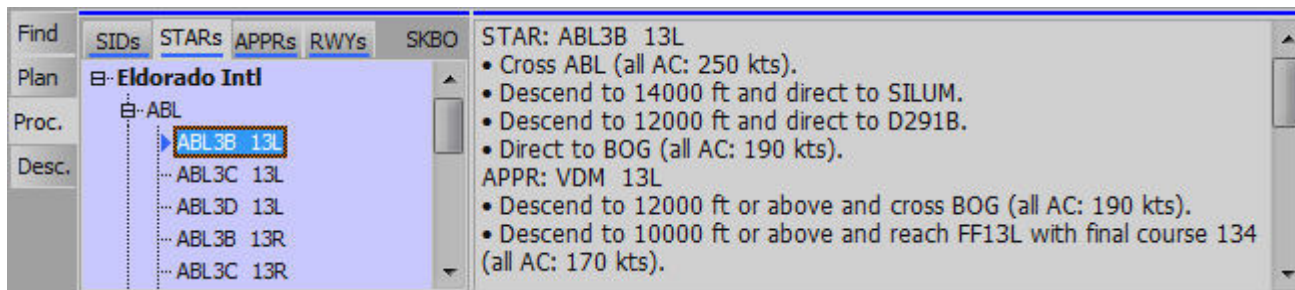 Find
Plan
Proc.
Desc.
SIDs STARs APPRs RWYs SKBO
Eldorado Intl
ABL
ABL3B 13L
ABL3C 13L
ABL3D 13L
ABL3B 13R
ABL3C 13R
STAR: ABL3B 13L
• Cross ABL (all AC: 250 kts).
• Descend to 14000 ft and direct to SILUM.
• Descend to 12000 ft and direct to D291B.
• Direct to BOG (all AC: 190 kts).
APPR: VDM 13L
• Descend to 12000 ft or above and cross BOG (all AC: 190 kts).
• Descend to 10000 ft or above and reach FF13L with final course 134
(all AC: 170 kts).